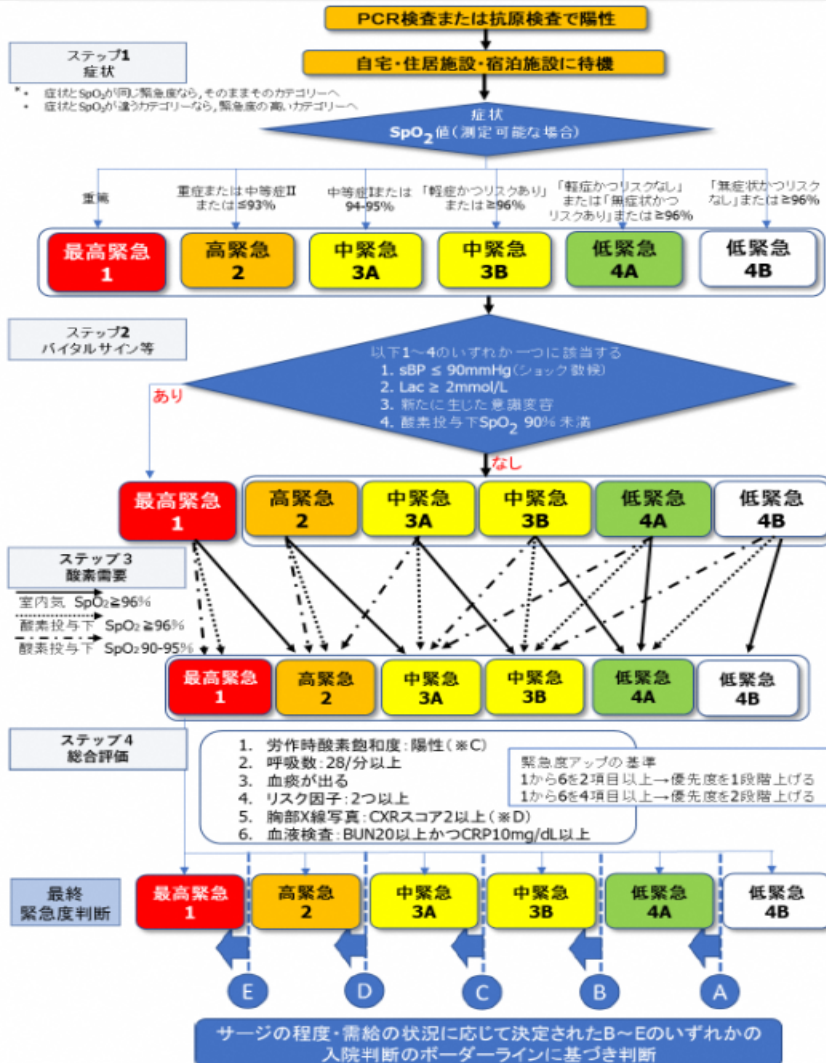 PCR検査または抗原検査で陽性
自宅・住居施設・宿泊施設に待機
ステップ1
症状
*・ 症状とSpO₂が同じ緊急度なら,そのままそのカテゴリーへ
・ 症状とSpO₂が違うカテゴリーなら,緊急度の高いカテゴリーへ
症状
SpO₂値(測定可能な場合)
重篤
重症または中等症II
または≦93%
中等症Iまたは
94-95%
「軽症かつリスクあり」
または≧96%
「軽症かつリスクなし」
または「無症状かつ
リスクあり」または≧96%
「無症状かつリスク
なし」または≧96%
最高緊急
1
高緊急
2
中緊急
3A
中緊急
3B
低緊急
4A
低緊急
4B
ステップ2
バイタルサイン等
以下1~4のいずれか一つに該当する
1. sBP ≤ 90mmHg(ショック徴候)
2. Lac ≥ 2mmol/L
3. 新たに生じた意識変容
4. 酸素投与下SpO₂ 90%未満
あり
なし
最高緊急
1
高緊急
2
中緊急
3A
中緊急
3B
低緊急
4A
低緊急
4B
ステップ3
酸素需要
室内気 SpO₂≧96%
酸素投与下 SpO₂≧96%
酸素投与下 SpO₂90-95%
最高緊急
1
高緊急
2
中緊急
3A
中緊急
3B
低緊急
4A
低緊急
4B
ステップ4
総合評価
1. 労作時酸素飽和度:陽性(※C)
2. 呼吸数:28/分以上
3. 血痰が出る
4. リスク因子:2つ以上
5. 胸部X線写真:CXRスコア2以上(※D)
6. 血液検査:BUN20以上かつCRP10mg/dL以上
緊急度アップの基準
1から6を2項目以上→優先度を1段階上げる
1から6を4項目以上→優先度を2段階上げる
最終
緊急度判断
最高緊急
1
高緊急
2
中緊急
3A
中緊急
3B
低緊急
4A
低緊急
4B
E
D
C
B
A
サージの程度・需給の状況に応じて決定されたB~Eのいずれかの
入院判断のボーダーラインに基づき判断